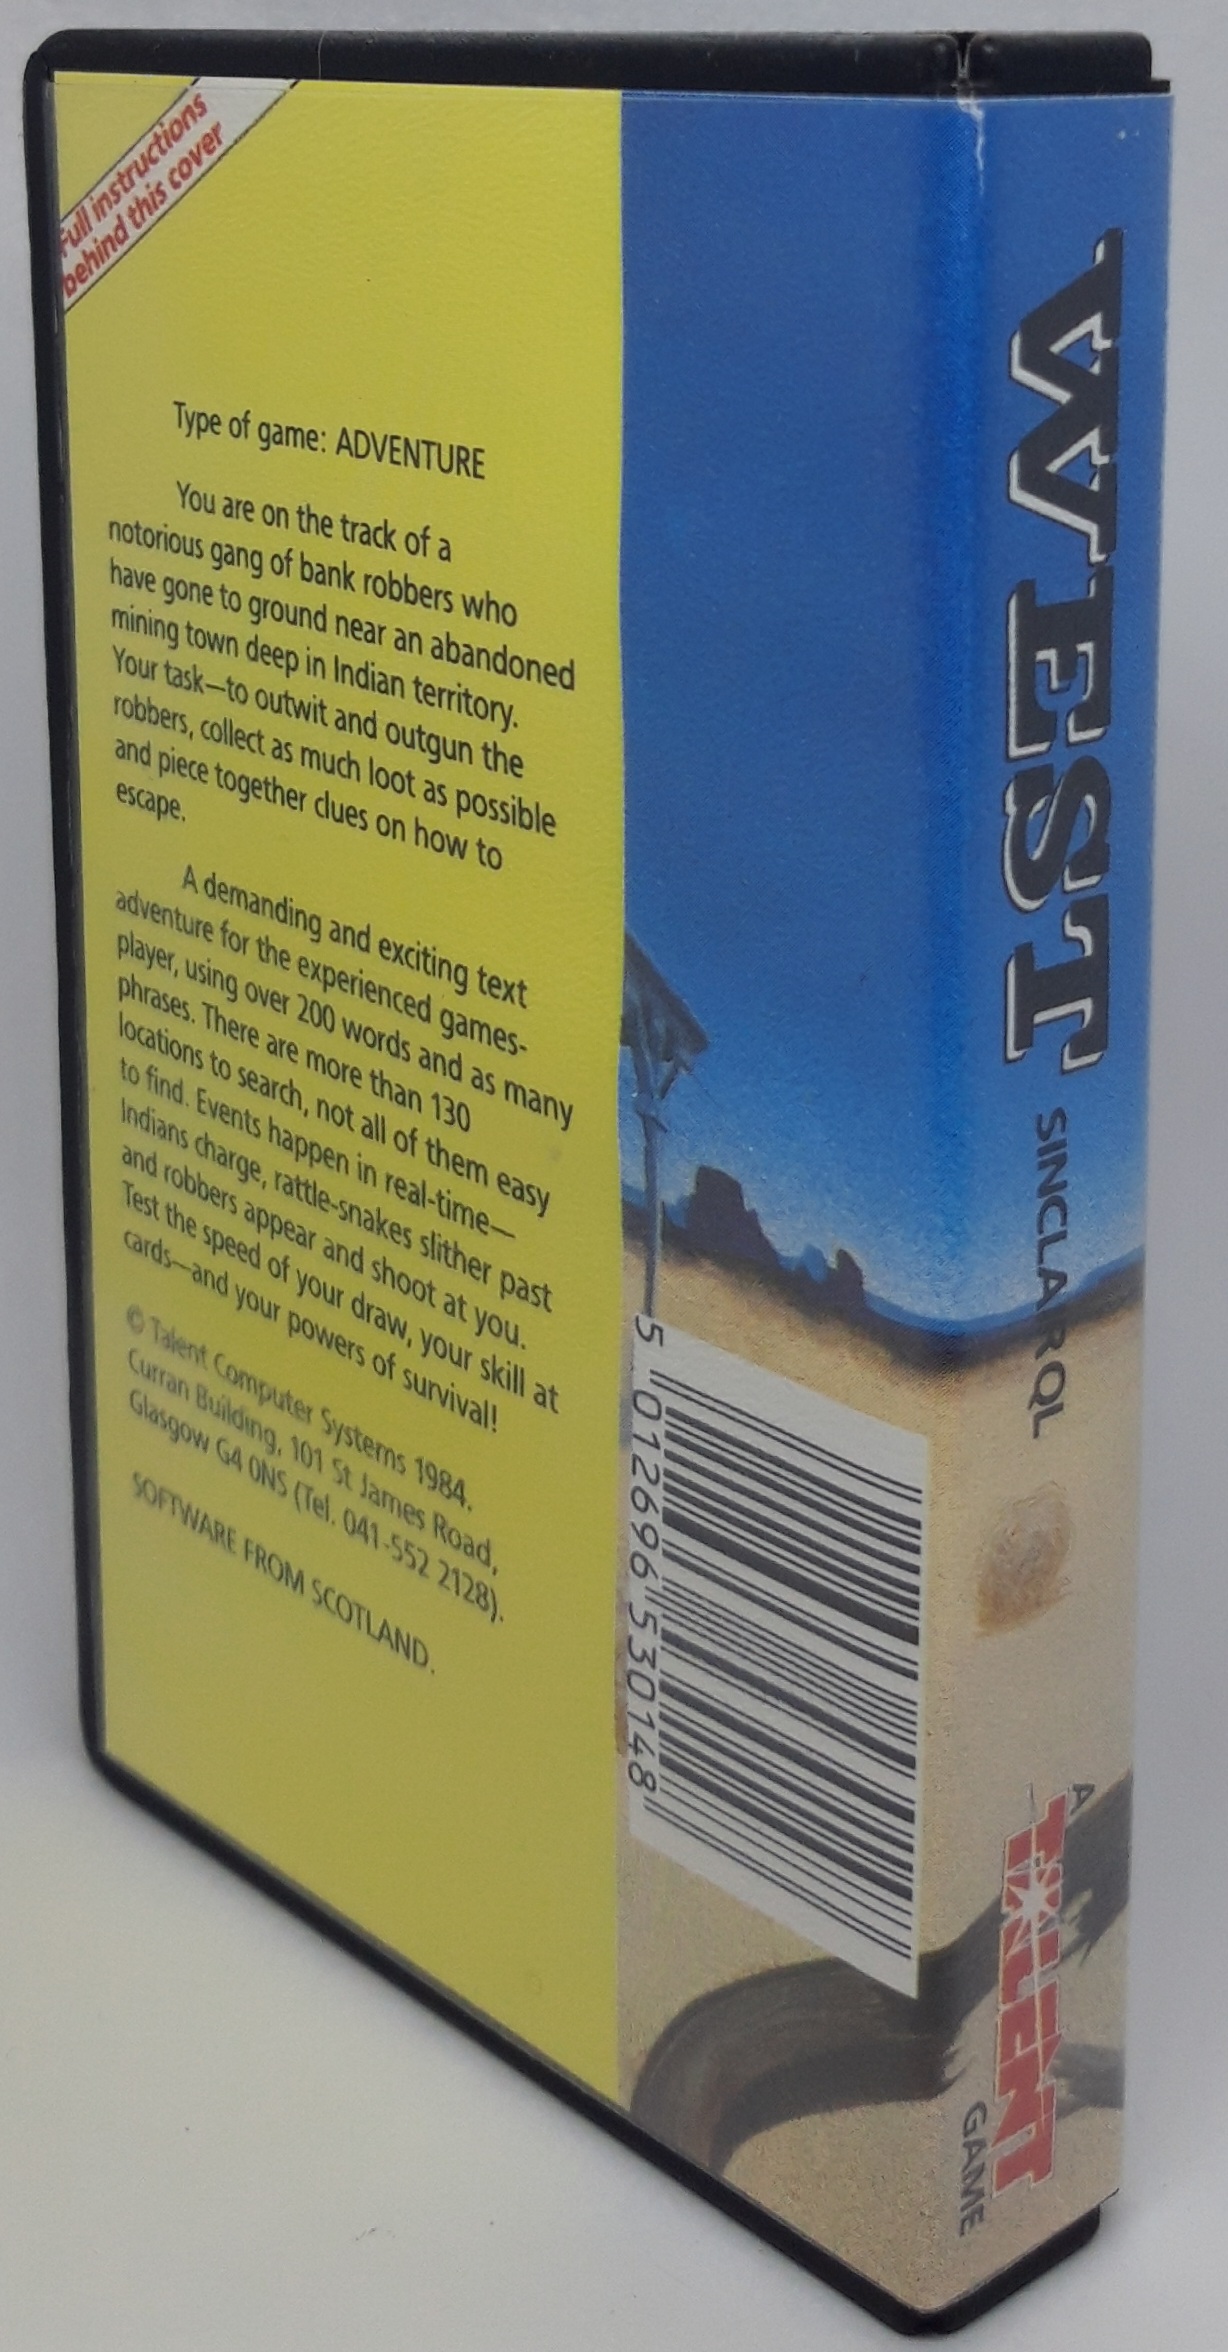 Full instructions
behind this cover
Type of game: ADVENTURE
You are on the track of a
notorious gang of bank robbers who
have gone to ground near an abandoned
mining town deep in Indian territory.
Your task—to outwit and outgun the
robbers, collect as much loot as possible
and piece together clues on how to
escape.
A demanding and exciting text
adventure for the experienced games-
player, using over 200 words and as many
phrases. There are more than 130
locations to search, not all of them easy
to find. Events happen in real-time—
Indians charge, rattle-snakes slither past
and robbers appear and shoot at you.
Test the speed of your draw, your skill at
cards—and your powers of survival!
© Talent Computer Systems 1984.
Curran Building, 101 St James Road,
Glasgow G4 0NS (Tel. 041-552 2128).
SOFTWARE FROM SCOTLAND.
5 012696 530148
WEST SINCLAIR QL
A
TALENT
GAME